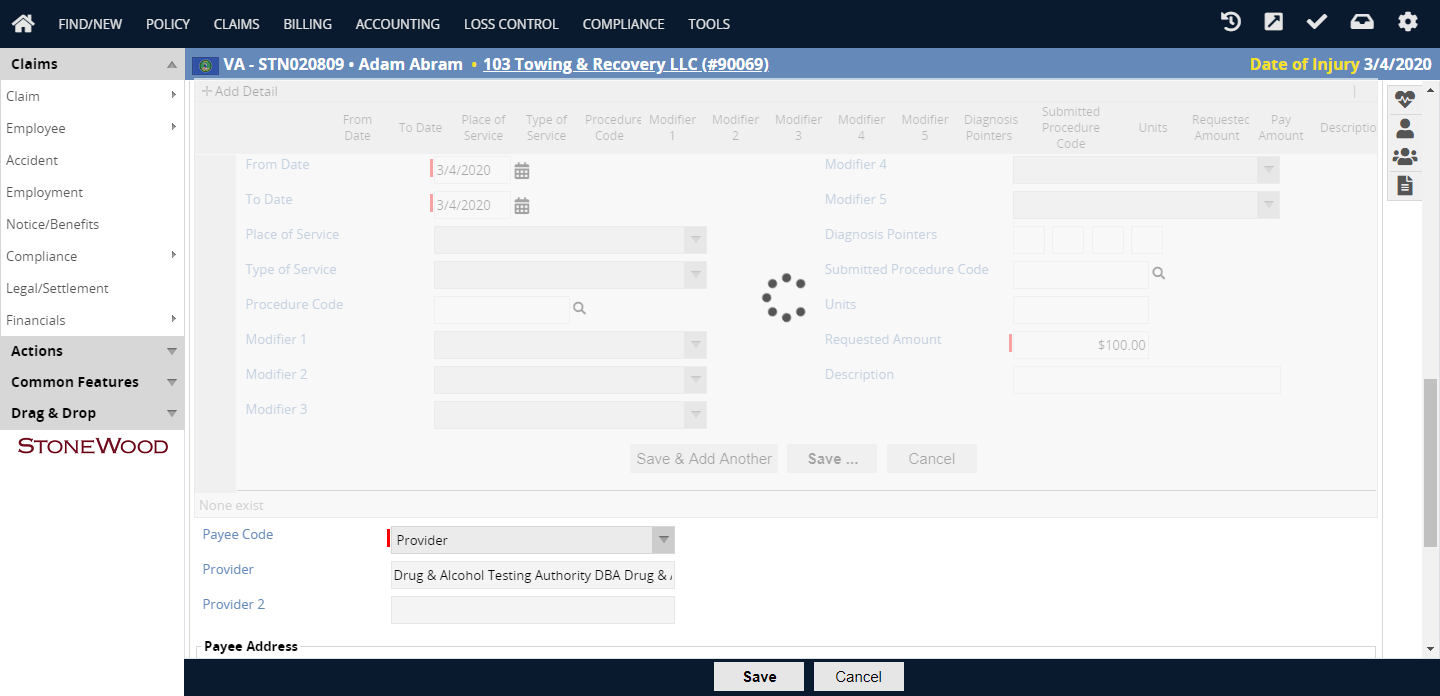 FIND/NEW POLICY CLAIMS BILLING ACCOUNTING LOSS CONTROL COMPLIANCE TOOLS
Claims
VA - STN020809 • Adam Abram • 103 Towing & Recovery LLC (#90069) Date of Injury 3/4/2020
Claim
Employee
Accident
Employment
Notice/Benefits
Compliance
Legal/Settlement
Financials
Actions
Common Features
Drag & Drop
STONEWOOD
Add Detail
From Date To Date Place of Service Type of Service Procedure Code Modifier 1 Modifier 2 Modifier 3 Modifier 4 Modifier 5 Diagnosis Pointers Submitted Procedure Code Units Requested Amount Pay Amount Descriptio
From Date 3/4/2020 Modifier 4
To Date 3/4/2020 Modifier 5
Place of Service Diagnosis Pointers
Type of Service Submitted Procedure Code
Procedure Code Units
Modifier 1 Requested Amount $100.00
Modifier 2 Description
Modifier 3
Save & Add Another Save ... Cancel
None exist
Payee Code Provider
Provider Drug & Alcohol Testing Authority DBA Drug & A
Provider 2
Payee Address
Save Cancel